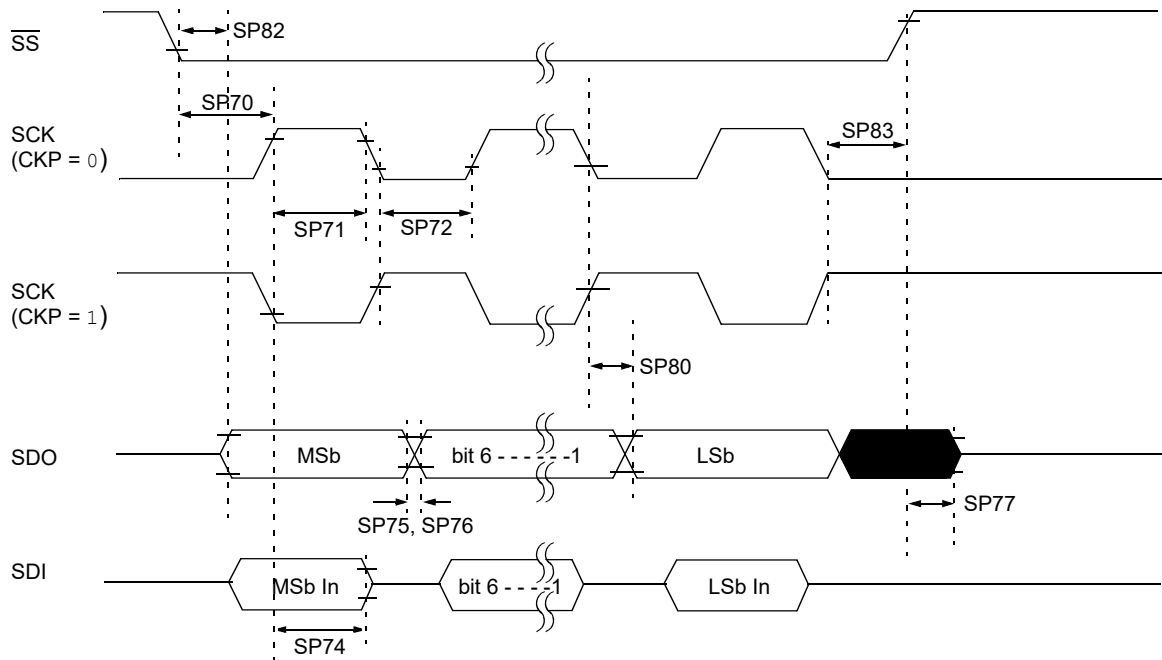 SS
SP82
SP70
SCK
(CKP = 0)
SP83
SP71
SP72
SCK
(CKP = 1)
SP80
SDO
MSb
bit 6 - - - - - - -1
LSb
SP75, SP76
SP77
SDI
MSb In
bit 6 - - - - -1
LSb In
SP74